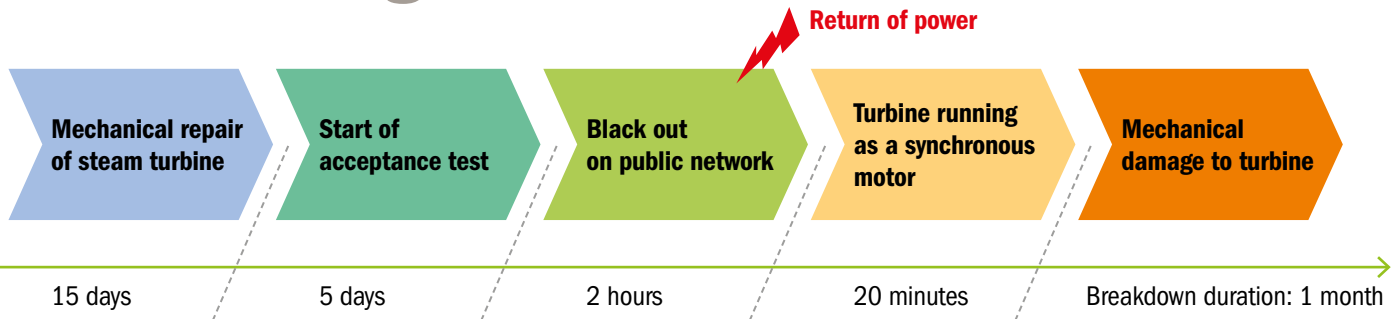 Return of power
Mechanical repair
of steam turbine
Start of
acceptance test
Black out
on public network
Turbine running
as a synchronous
motor
Mechanical
damage to turbine
15 days
5 days
2 hours
20 minutes
Breakdown duration: 1 month